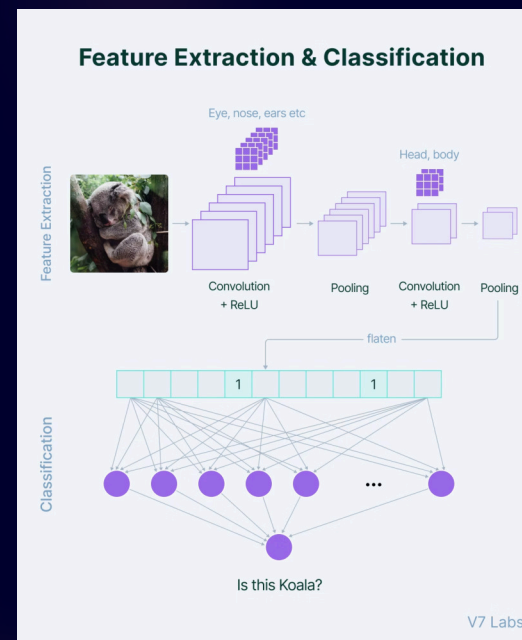 Feature Extraction & Classification
Eye, nose, ears etc
Head, body
Feature Extraction
Convolution
+ ReLU
Pooling
Convolution
+ ReLU
Pooling
flaten
1
1
Classification
...
Is this Koala?
V7 Labs